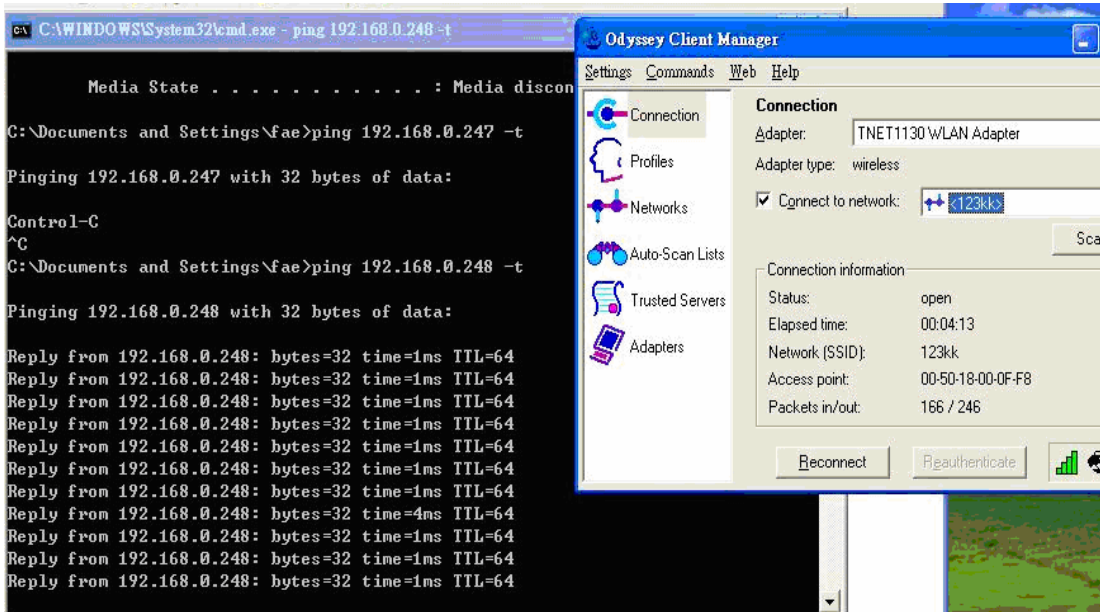 C:\WINDOWS\System32\cmd.exe - ping 192.168.0.248 -t
Media State . . . . . . . . . . . . : Media discon
C:\Documents and Settings\fae>ping 192.168.0.247 -t
Pinging 192.168.0.247 with 32 bytes of data:
Control-C
^C
C:\Documents and Settings\fae>ping 192.168.0.248 -t
Pinging 192.168.0.248 with 32 bytes of data:
Reply from 192.168.0.248: bytes=32 time=1ms TTL=64
Reply from 192.168.0.248: bytes=32 time=1ms TTL=64
Reply from 192.168.0.248: bytes=32 time=1ms TTL=64
Reply from 192.168.0.248: bytes=32 time=1ms TTL=64
Reply from 192.168.0.248: bytes=32 time=1ms TTL=64
Reply from 192.168.0.248: bytes=32 time=1ms TTL=64
Reply from 192.168.0.248: bytes=32 time=1ms TTL=64
Reply from 192.168.0.248: bytes=32 time=4ms TTL=64
Reply from 192.168.0.248: bytes=32 time=1ms TTL=64
Reply from 192.168.0.248: bytes=32 time=1ms TTL=64
Reply from 192.168.0.248: bytes=32 time=1ms TTL=64
Odyssey Client Manager
Settings Commands Web Help
Connection
Profiles
Networks
Auto-Scan Lists
Trusted Servers
Adapters
Connection
Adapter: TNET1130 WLAN Adapter
Adapter type: wireless
Connect to network: <123kk>
Sca
Connection information
Status: open
Elapsed time: 00:04:13
Network (SSID): 123kk
Access point: 00-50-18-00-0F-F8
Packets in/out: 166 / 246
Reconnect Reauthenticate